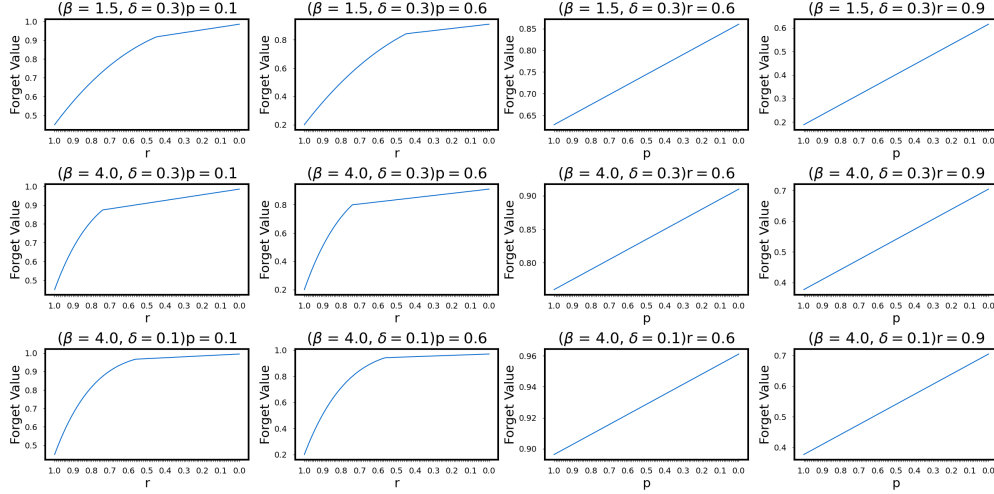 (β = 1.5, δ = 0.3)p = 0.1
Forget Value
1.0
0.9
0.8
0.7
0.6
0.5
1.0 0.9 0.8 0.7 0.6 0.5 0.4 0.3 0.2 0.1 0.0
r
(β = 1.5, δ = 0.3)p = 0.6
Forget Value
1.0
0.8
0.6
0.4
0.2
1.0 0.9 0.8 0.7 0.6 0.5 0.4 0.3 0.2 0.1 0.0
r
(β = 1.5, δ = 0.3)r = 0.6
Forget Value
0.85
0.80
0.75
0.70
0.65
1.0 0.9 0.8 0.7 0.6 0.5 0.4 0.3 0.2 0.1 0.0
p
(β = 1.5, δ = 0.3)r = 0.9
Forget Value
0.6
0.5
0.4
0.3
0.2
1.0 0.9 0.8 0.7 0.6 0.5 0.4 0.3 0.2 0.1 0.0
p
(β = 4.0, δ = 0.3)p = 0.1
Forget Value
1.0
0.9
0.8
0.7
0.6
0.5
1.0 0.9 0.8 0.7 0.6 0.5 0.4 0.3 0.2 0.1 0.0
r
(β = 4.0, δ = 0.3)p = 0.6
Forget Value
1.0
0.8
0.6
0.4
0.2
1.0 0.9 0.8 0.7 0.6 0.5 0.4 0.3 0.2 0.1 0.0
r
(β = 4.0, δ = 0.3)r = 0.6
Forget Value
0.90
0.85
0.80
1.0 0.9 0.8 0.7 0.6 0.5 0.4 0.3 0.2 0.1 0.0
p
(β = 4.0, δ = 0.3)r = 0.9
Forget Value
0.7
0.6
0.5
0.4
1.0 0.9 0.8 0.7 0.6 0.5 0.4 0.3 0.2 0.1 0.0
p
(β = 4.0, δ = 0.1)p = 0.1
Forget Value
1.0
0.9
0.8
0.7
0.6
0.5
1.0 0.9 0.8 0.7 0.6 0.5 0.4 0.3 0.2 0.1 0.0
r
(β = 4.0, δ = 0.1)p = 0.6
Forget Value
1.0
0.8
0.6
0.4
0.2
1.0 0.9 0.8 0.7 0.6 0.5 0.4 0.3 0.2 0.1 0.0
r
(β = 4.0, δ = 0.1)r = 0.6
Forget Value
0.96
0.94
0.92
0.90
1.0 0.9 0.8 0.7 0.6 0.5 0.4 0.3 0.2 0.1 0.0
p
(β = 4.0, δ = 0.1)r = 0.9
Forget Value
0.7
0.6
0.5
0.4
1.0 0.9 0.8 0.7 0.6 0.5 0.4 0.3 0.2 0.1 0.0
p